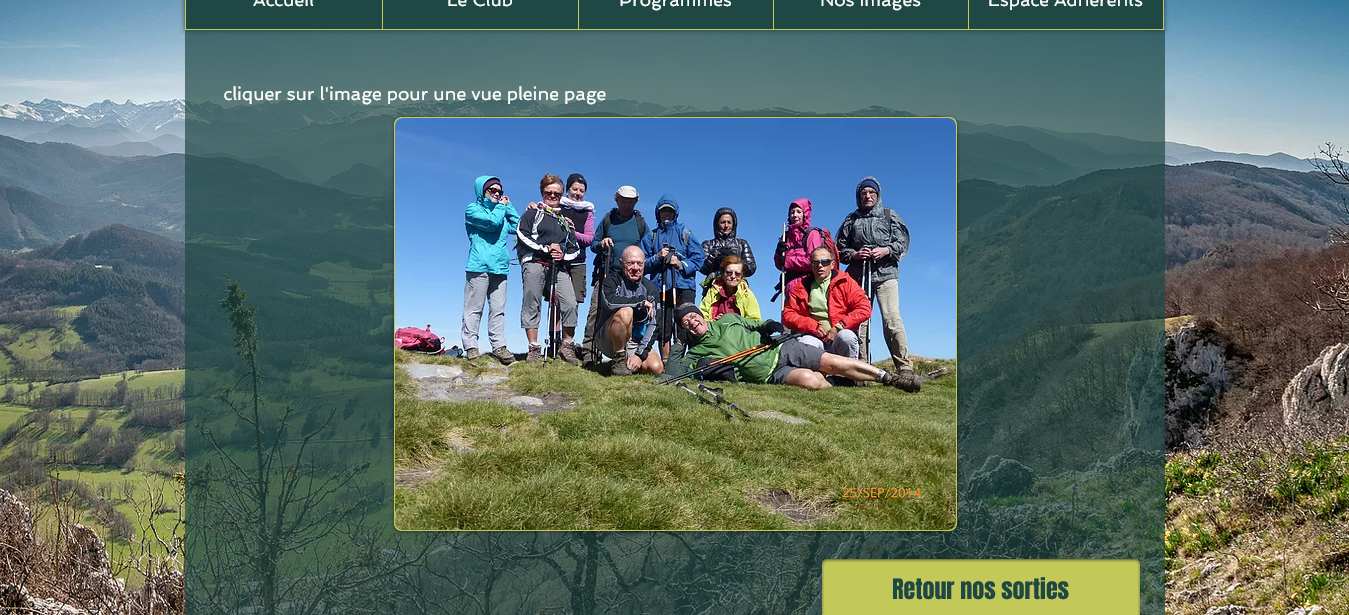 Accueil
Le Club
Programmes
Nos images
Espace Adhérents
cliquer sur l'image pour une vue pleine page
25/SEP/2014
Retour nos sorties